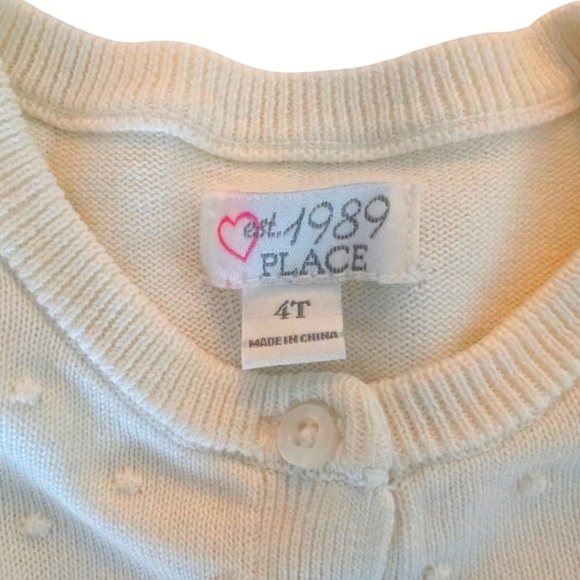 est. 1989
PLACE
4T
MADE IN CHINA